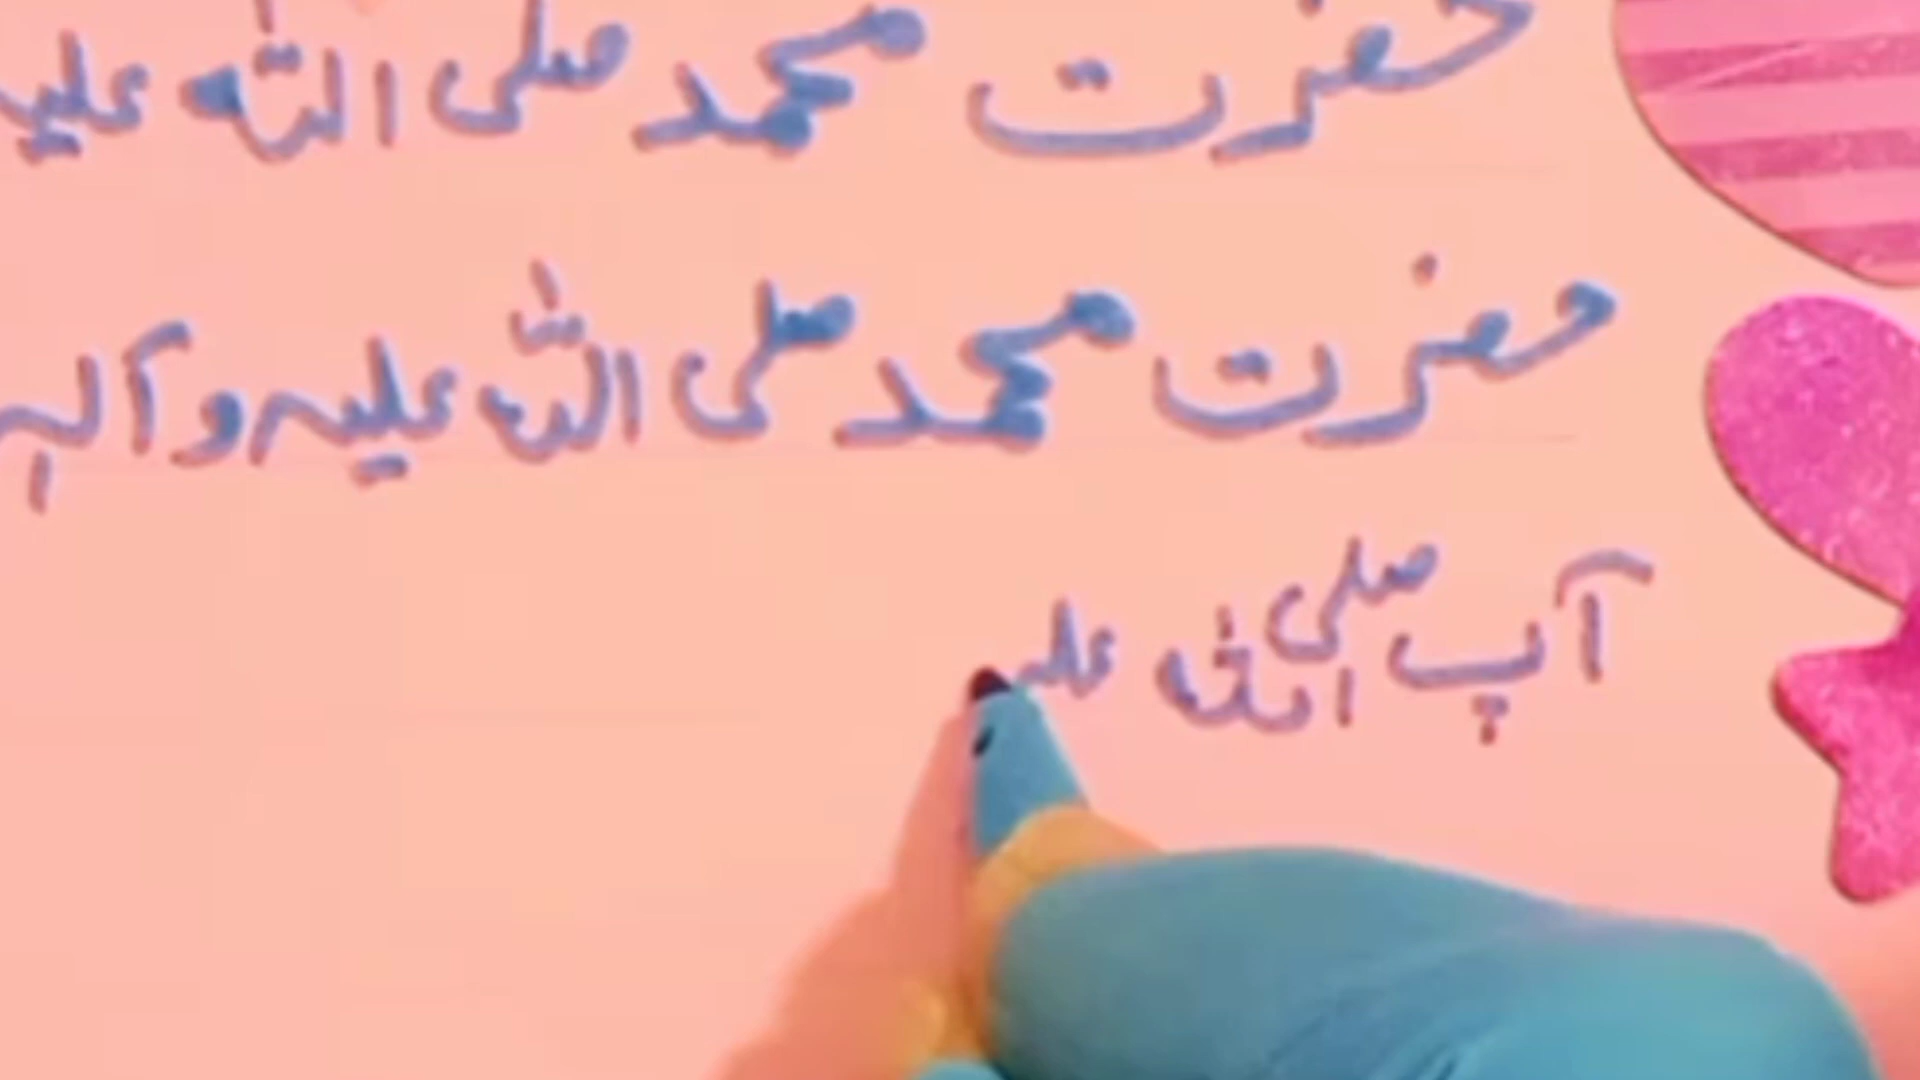 حضرت محمد صلی اللہ علیہ
حضرت محمد صلی اللہ علیہ وآلہ
آپ صلی اللہ علیہ